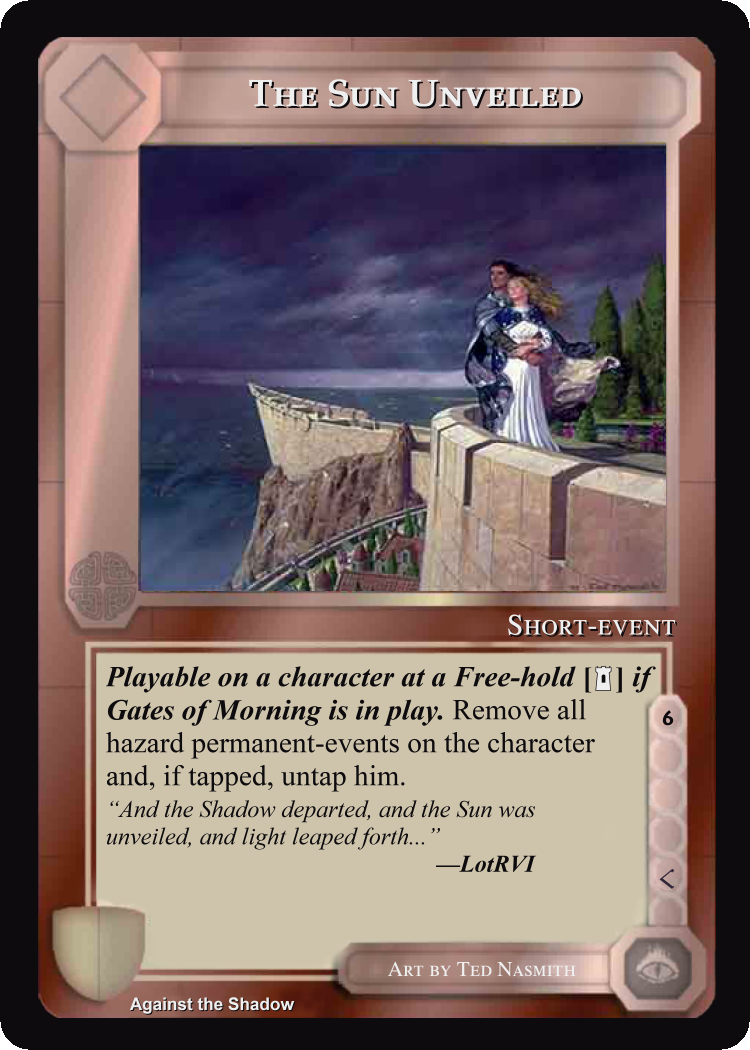 The Sun Unveiled
Short-event
Playable on a character at a Free-hold [] if
Gates of Morning is in play. Remove all
hazard permanent-events on the character
and, if tapped, untap him.
“And the Shadow departed, and the Sun was
unveiled, and light leaped forth...”
—LotRVI
6
Art by Ted Nasmith
Against the Shadow